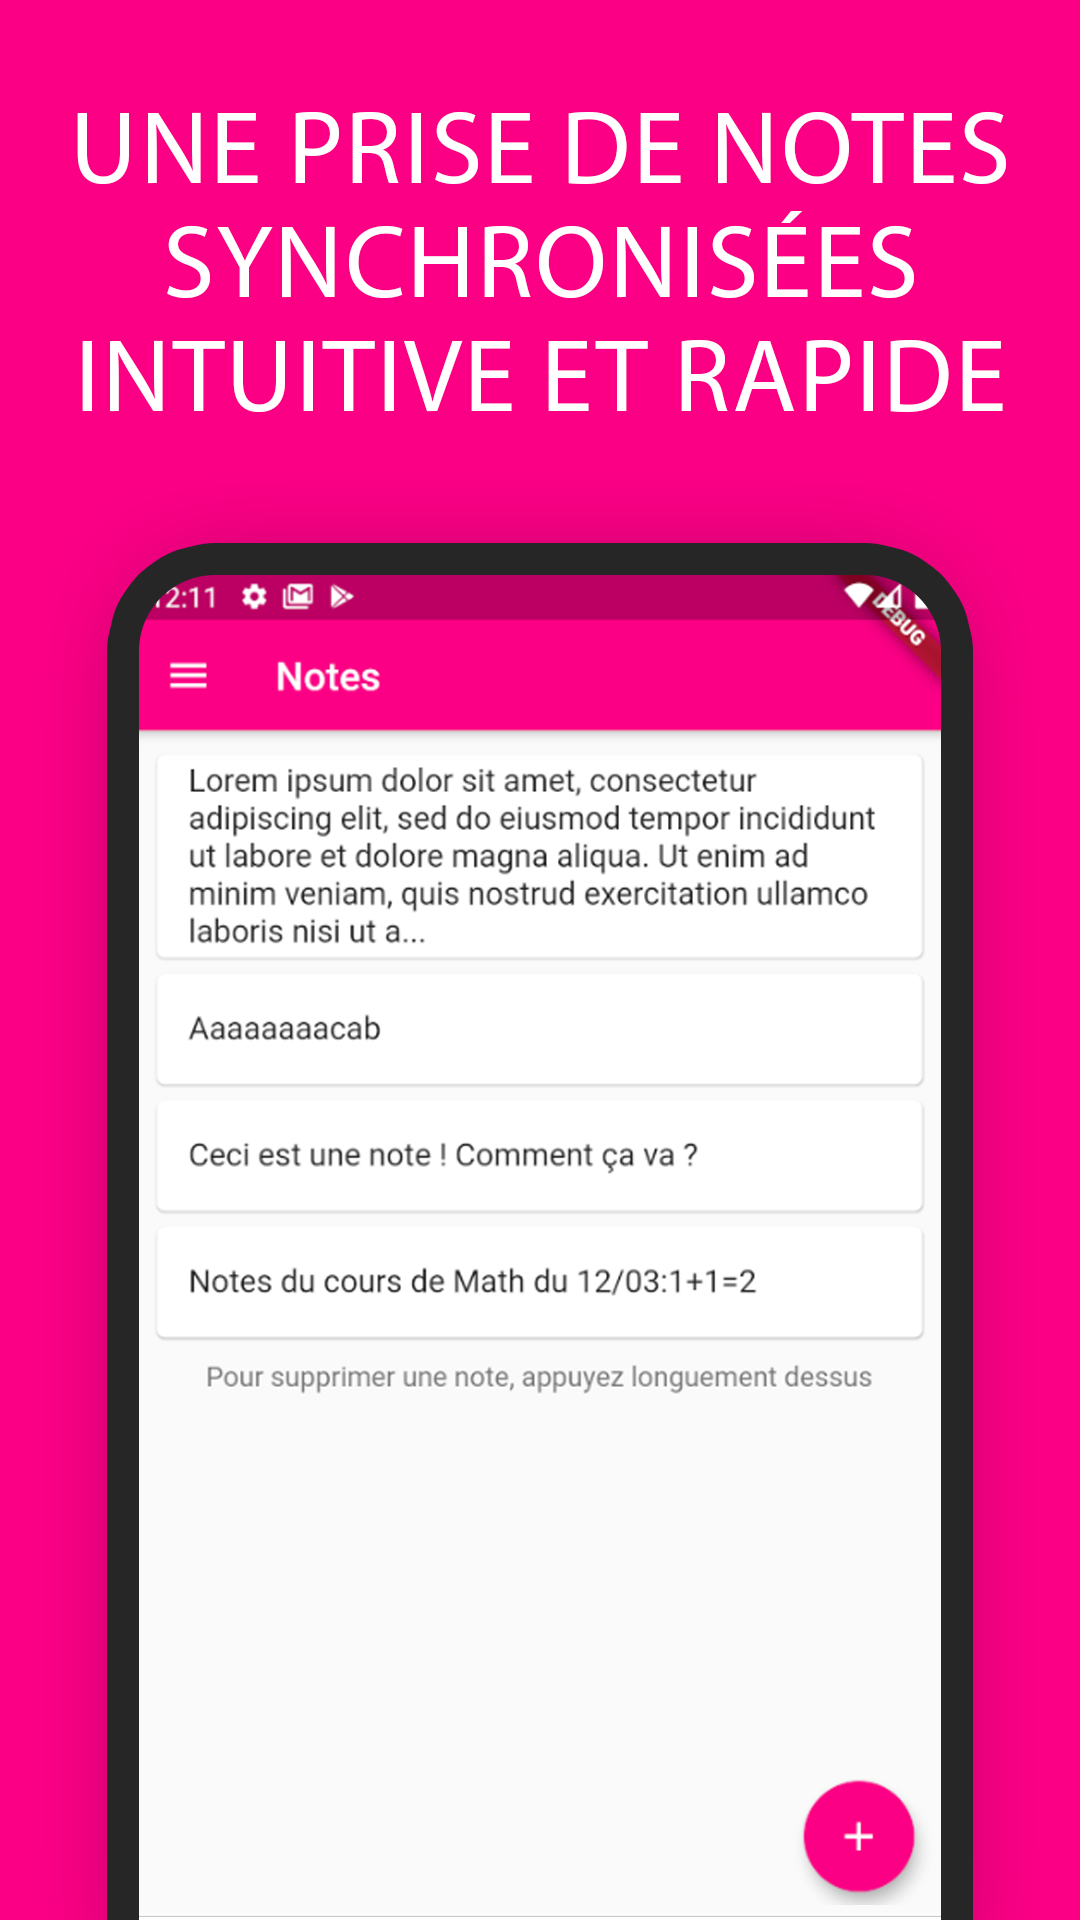 UNE PRISE DE NOTES
SYNCHRONISÉES
INTUITIVE ET RAPIDE
12:11
DEBUG
Notes
Lorem ipsum dolor sit amet, consectetur
adipiscing elit, sed do eiusmod tempor incididunt
ut labore et dolore magna aliqua. Ut enim ad
minim veniam, quis nostrud exercitation ullamco
laboris nisi ut a...
Aaaaaaaacab
Ceci est une note ! Comment ça va ?
Notes du cours de Math du 12/03:1+1=2
Pour supprimer une note, appuyez longuement dessus